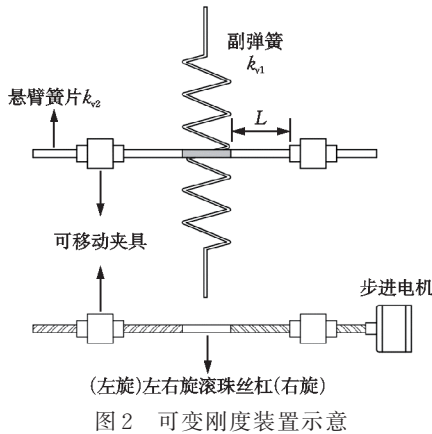 副弹簧
kv1
悬臂簧片kv2
L
可移动夹具
步进电机
(左旋)左右旋滚珠丝杠(右旋)
图2 可变刚度装置示意